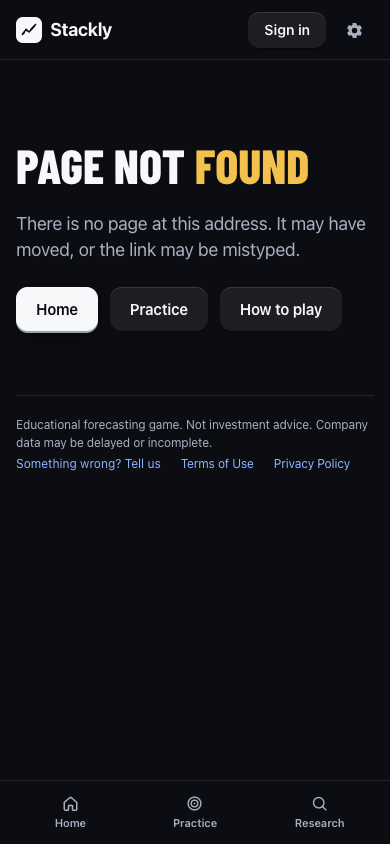 Stackly
Sign in
PAGE NOT FOUND
There is no page at this address. It may have
moved, or the link may be mistyped.
Home
Practice
How to play
Educational forecasting game. Not investment advice. Company
data may be delayed or incomplete.
Something wrong? Tell us
Terms of Use
Privacy Policy
Home
Practice
Research